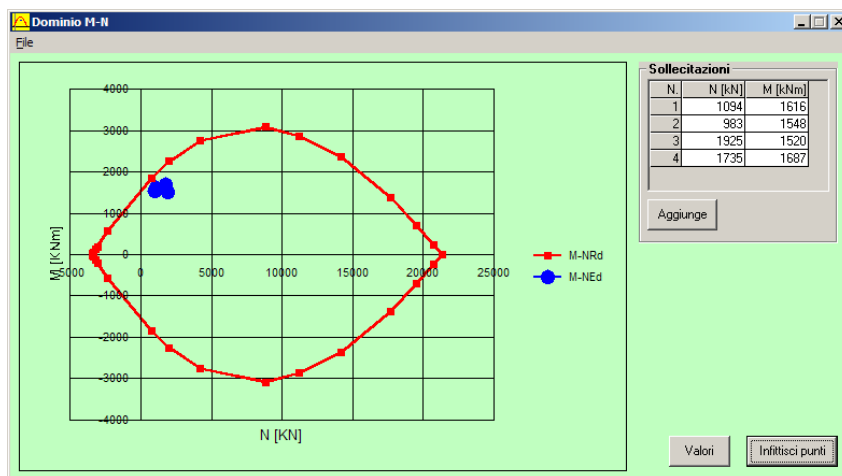 Dominio M-N
File
4000
3000
2000
1000
0
-1000
-2000
-3000
-4000
-5000 0 5000 10000 15000 20000 25000
M [KNm]
N [KN]
M-NRd
M-NEd
Sollecitazioni
N. N [kN] M [kNm]
1 1094 1616
2 983 1548
3 1925 1520
4 1735 1687
Aggiunge
Valori
Infittisci punti